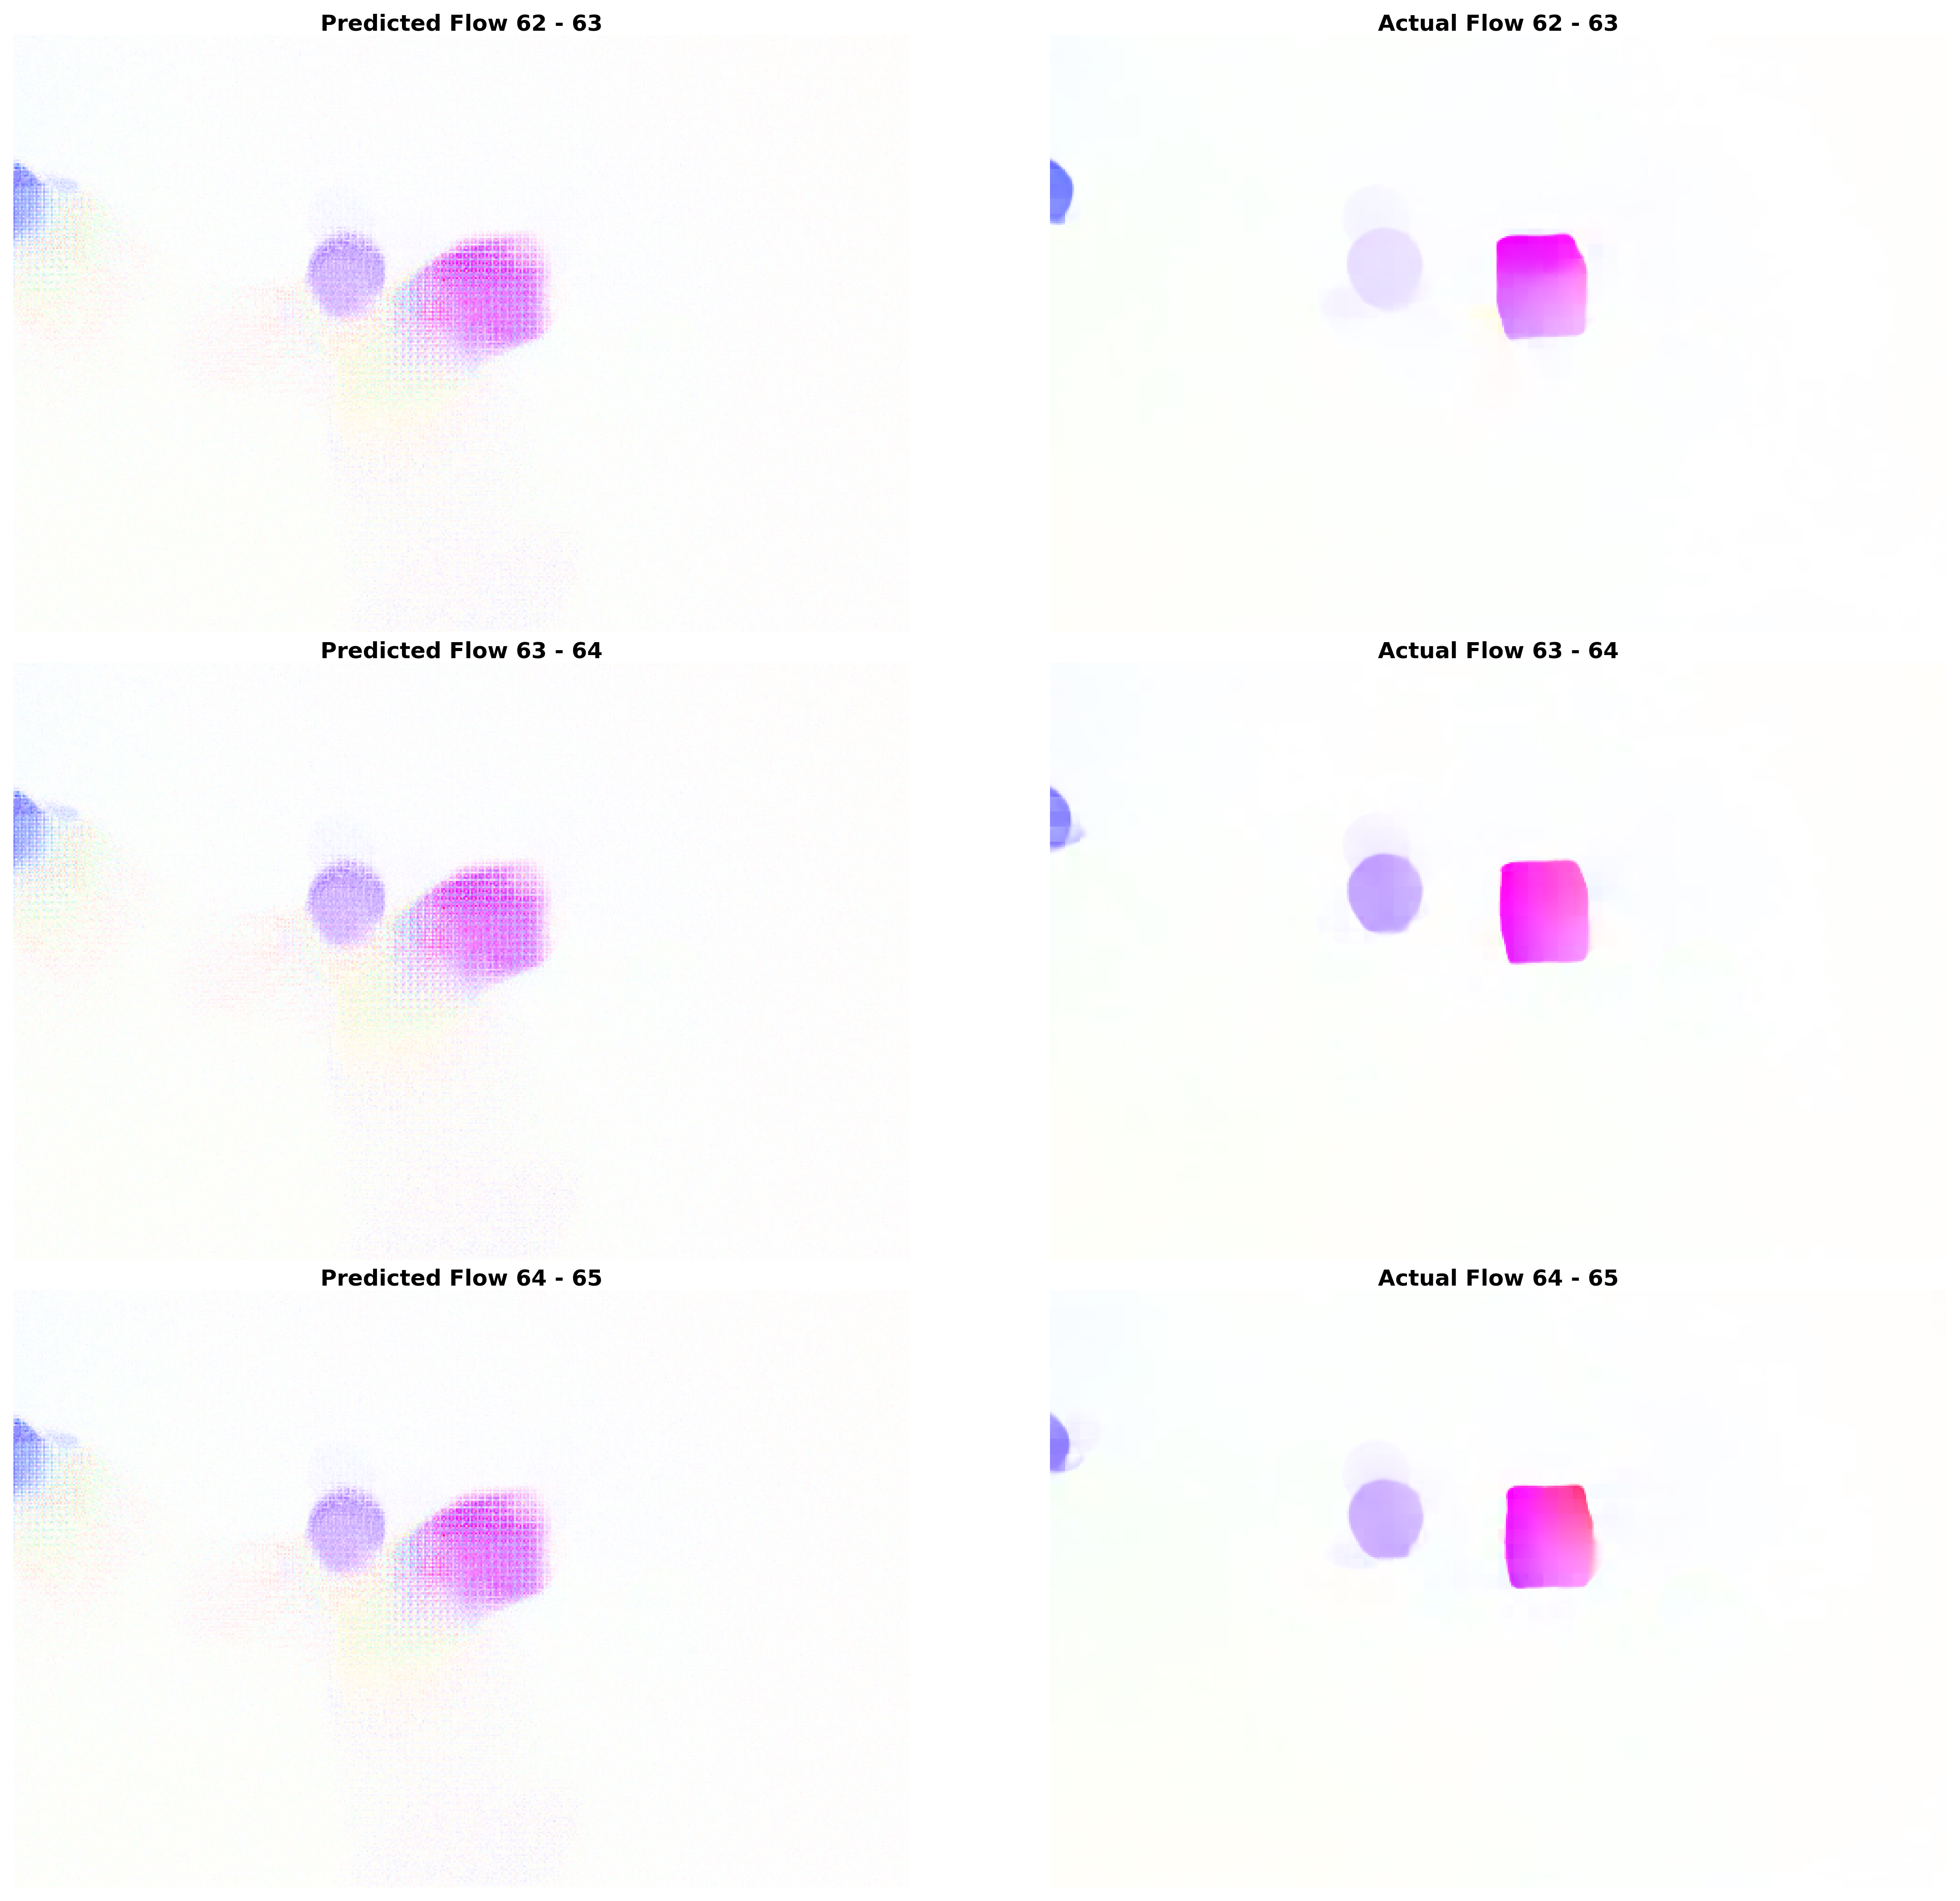 Predicted Flow 62 - 63
Actual Flow 62 - 63
Predicted Flow 63 - 64
Actual Flow 63 - 64
Predicted Flow 64 - 65
Actual Flow 64 - 65